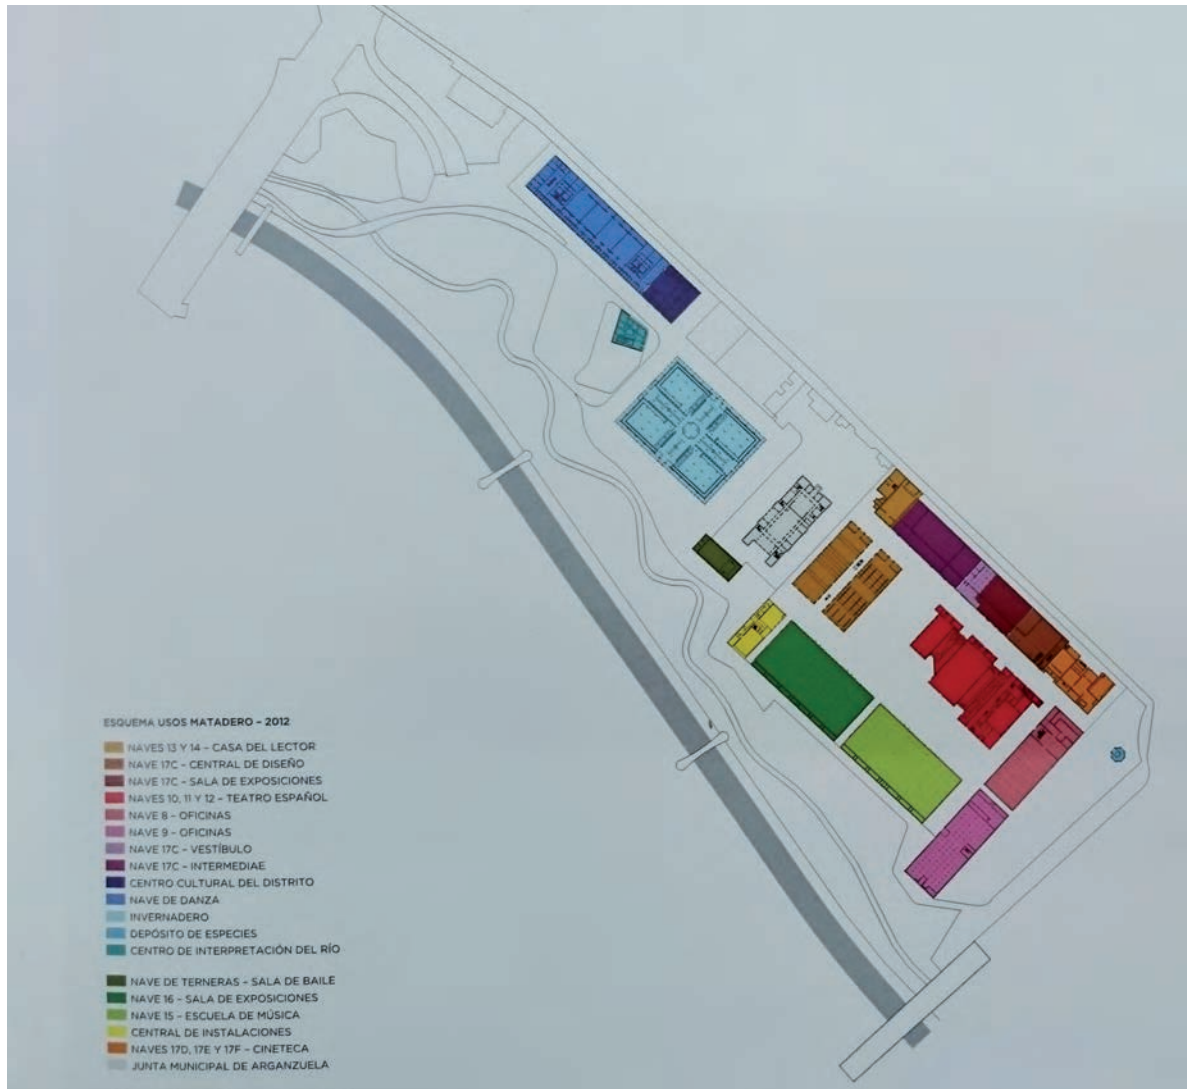 ESQUEMA USOS MATADERO – 2012
NAVES 13 Y 14 – CASA DEL LECTOR
NAVE 17C – CENTRAL DE DISEÑO
NAVE 17C – SALA DE EXPOSICIONES
NAVES 10, 11 Y 12 – TEATRO ESPAÑOL
NAVE 8 – OFICINAS
NAVE 9 – OFICINAS
NAVE 17C – VESTÍBULO
NAVE 17C – INTERMEDIAE
CENTRO CULTURAL DEL DISTRITO
NAVE DE DANZA
INVERNADERO
DEPÓSITO DE ESPECIES
CENTRO DE INTERPRETACIÓN DEL RÍO
NAVE DE TERNERAS – SALA DE BAILE
NAVE 16 – SALA DE EXPOSICIONES
NAVE 15 – ESCUELA DE MÚSICA
CENTRAL DE INSTALACIONES
NAVES 17D, 17E Y 17F – CINETECA
JUNTA MUNICIPAL DE ARGANZUELA